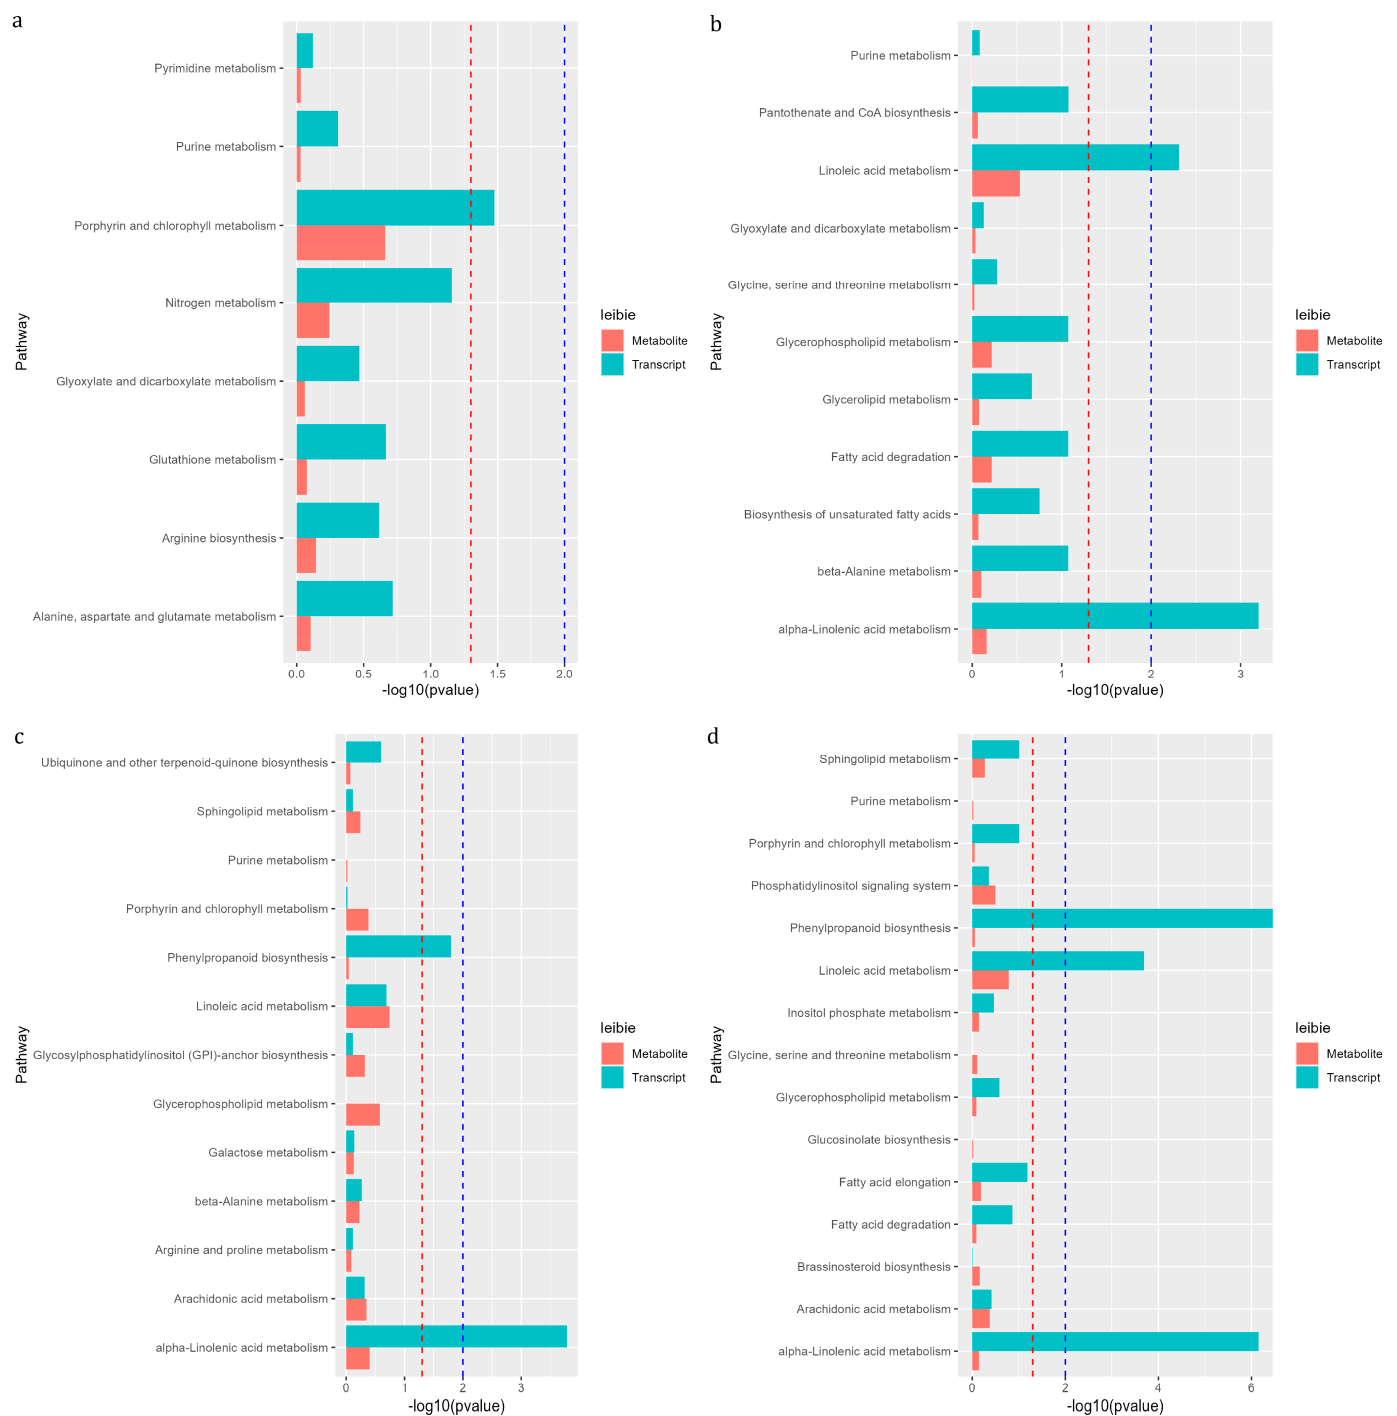 a
Pathway
Pyrimidine metabolism
Purine metabolism
Porphyrin and chlorophyll metabolism
Nitrogen metabolism
Glyoxylate and dicarboxylate metabolism
Glutathione metabolism
Arginine biosynthesis
Alanine, aspartate and glutamate metabolism
0.0 0.5 1.0 1.5 2.0
-log10(pvalue)
leibie
Metabolite
Transcript
b
Pathway
Purine metabolism
Pantothenate and CoA biosynthesis
Linoleic acid metabolism
Glyoxylate and dicarboxylate metabolism
Glycine, serine and threonine metabolism
Glycerophospholipid metabolism
Glycerolipid metabolism
Fatty acid degradation
Biosynthesis of unsaturated fatty acids
beta-Alanine metabolism
alpha-Linolenic acid metabolism
0 1 2 3
-log10(pvalue)
leibie
Metabolite
Transcript
c
Pathway
Ubiquinone and other terpenoid-quinone biosynthesis
Sphingolipid metabolism
Purine metabolism
Porphyrin and chlorophyll metabolism
Phenylpropanoid biosynthesis
Linoleic acid metabolism
Glycosylphosphatidylinositol (GPI)-anchor biosynthesis
Glycerophospholipid metabolism
Galactose metabolism
beta-Alanine metabolism
Arginine and proline metabolism
Arachidonic acid metabolism
alpha-Linolenic acid metabolism
0 1 2 3
-log10(pvalue)
leibie
Metabolite
Transcript
d
Pathway
Sphingolipid metabolism
Purine metabolism
Porphyrin and chlorophyll metabolism
Phosphatidylinositol signaling system
Phenylpropanoid biosynthesis
Linoleic acid metabolism
Inositol phosphate metabolism
Glycine, serine and threonine metabolism
Glycerophospholipid metabolism
Glucosinolate biosynthesis
Fatty acid elongation
Fatty acid degradation
Brassinosteroid biosynthesis
Arachidonic acid metabolism
alpha-Linolenic acid metabolism
0 2 4 6
-log10(pvalue)
leibie
Metabolite
Transcript